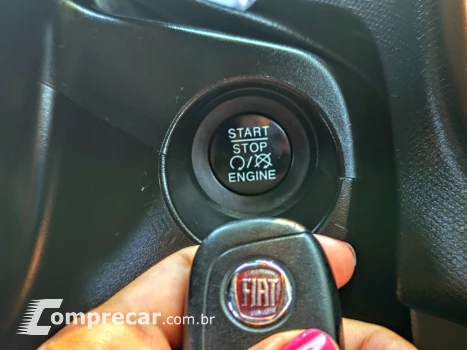 START
STOP
ENGINE
FIAT
Comprecar.com.br